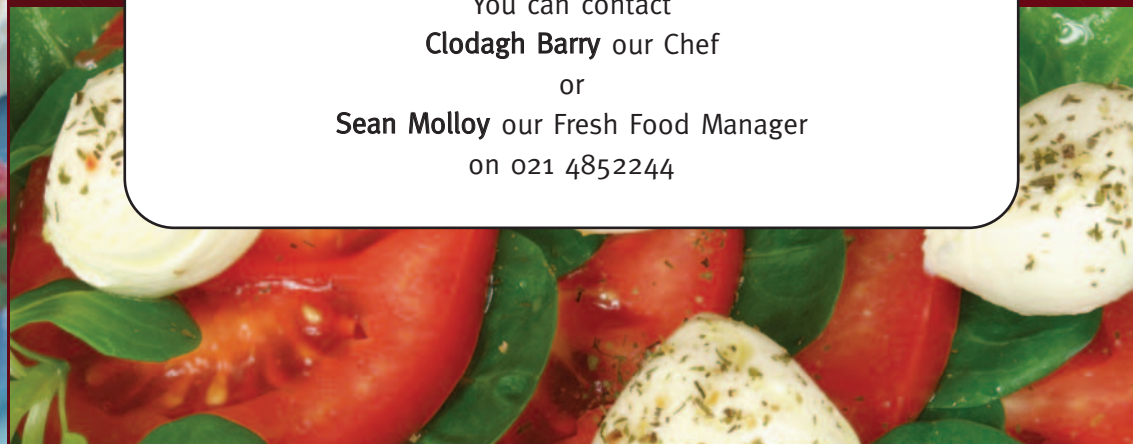 You can contact
Clodagh Barry our Chef
or
Sean Molloy our Fresh Food Manager
on 021 4852244